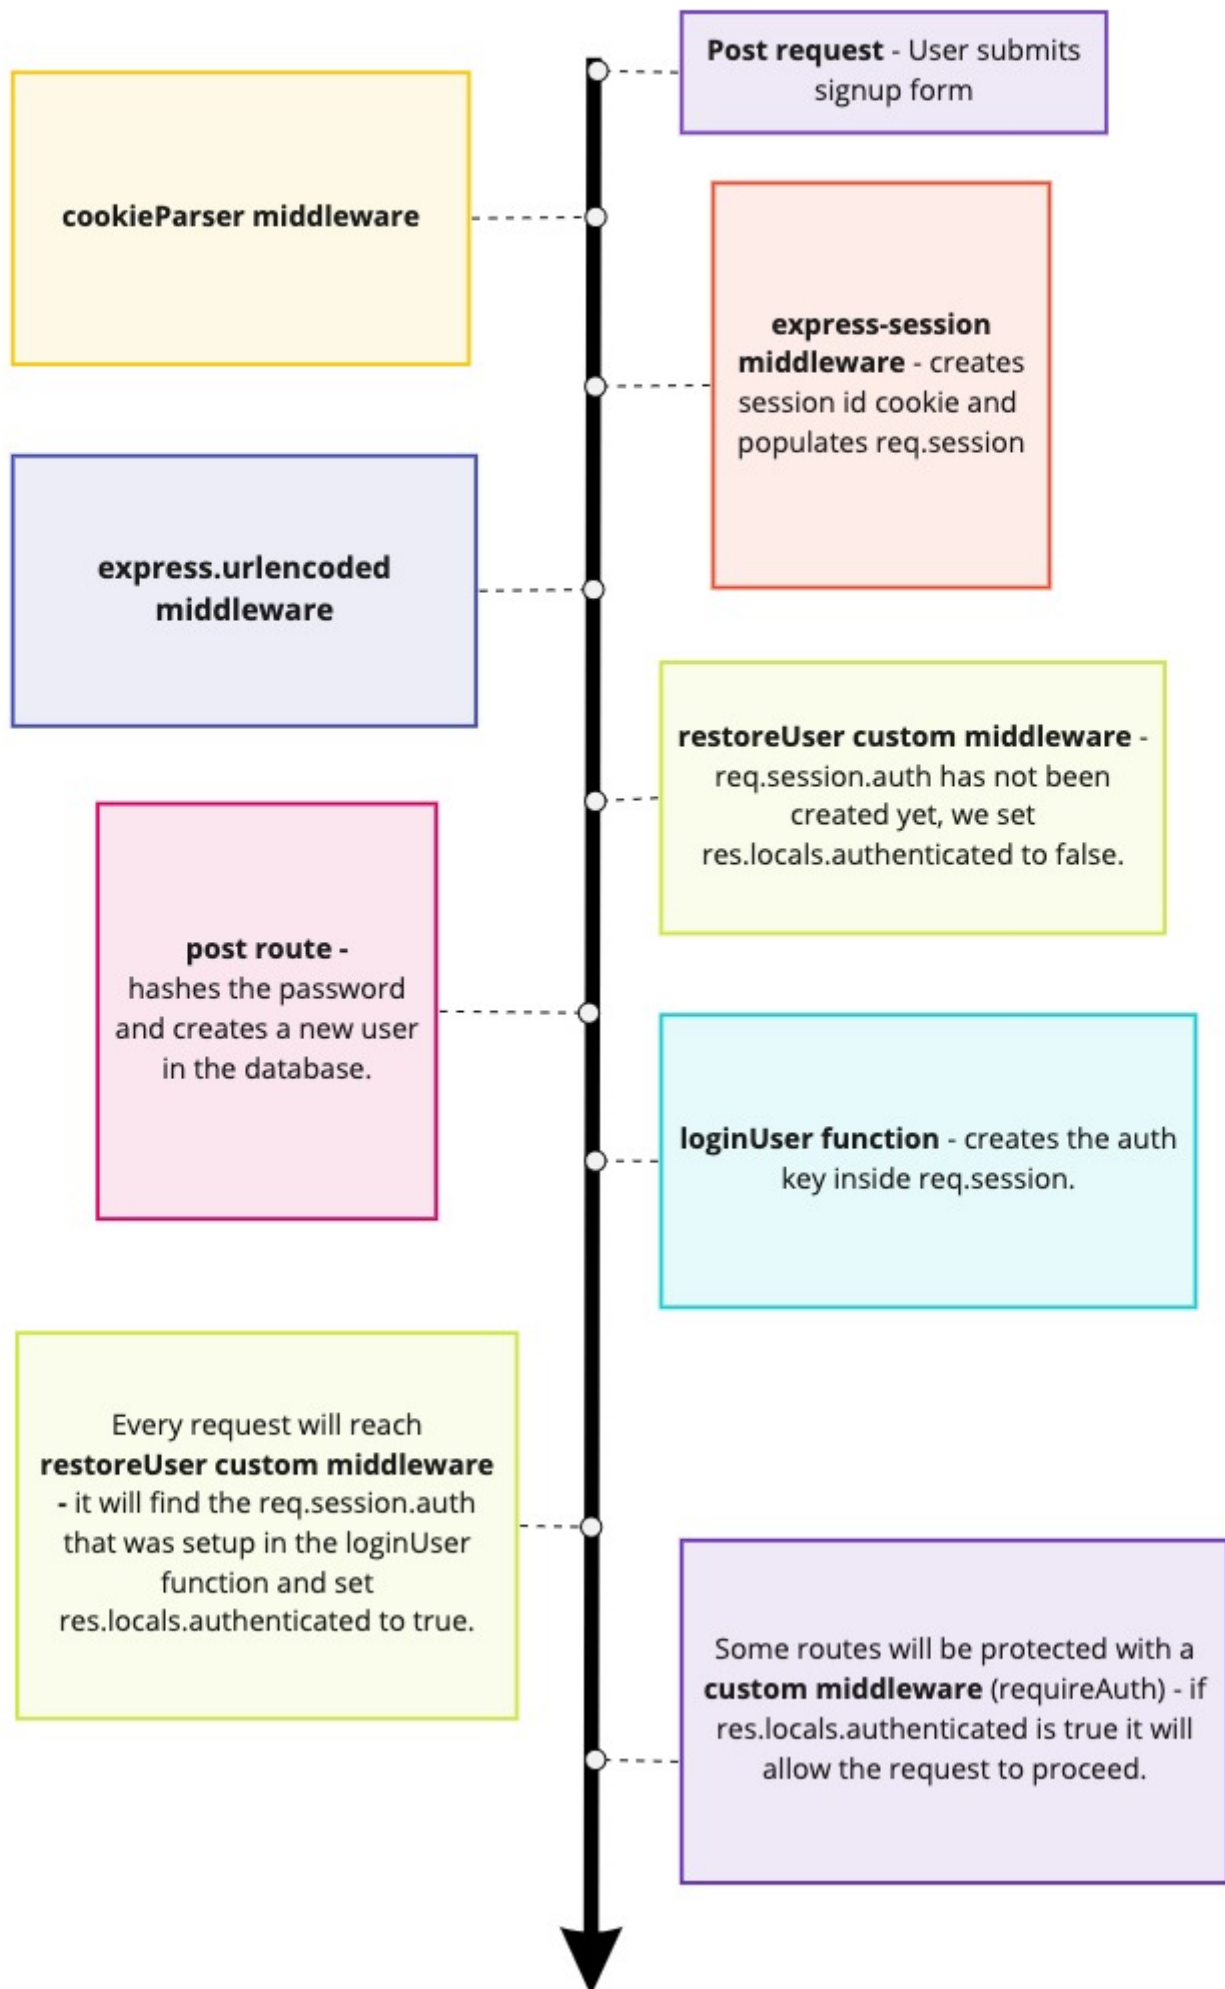 Post request - User submits
signup form
cookieParser middleware
express-session
middleware - creates
session id cookie and
populates req.session
express.urlencoded
middleware
restoreUser custom middleware -
req.session.auth has not been
created yet, we set
res.locals.authenticated to false.
post route -
hashes the password
and creates a new user
in the database.
loginUser function - creates the auth
key inside req.session.
Every request will reach
restoreUser custom middleware
- it will find the req.session.auth
that was setup in the loginUser
function and set
res.locals.authenticated to true.
Some routes will be protected with a
custom middleware (requireAuth) - if
res.locals.authenticated is true it will
allow the request to proceed.